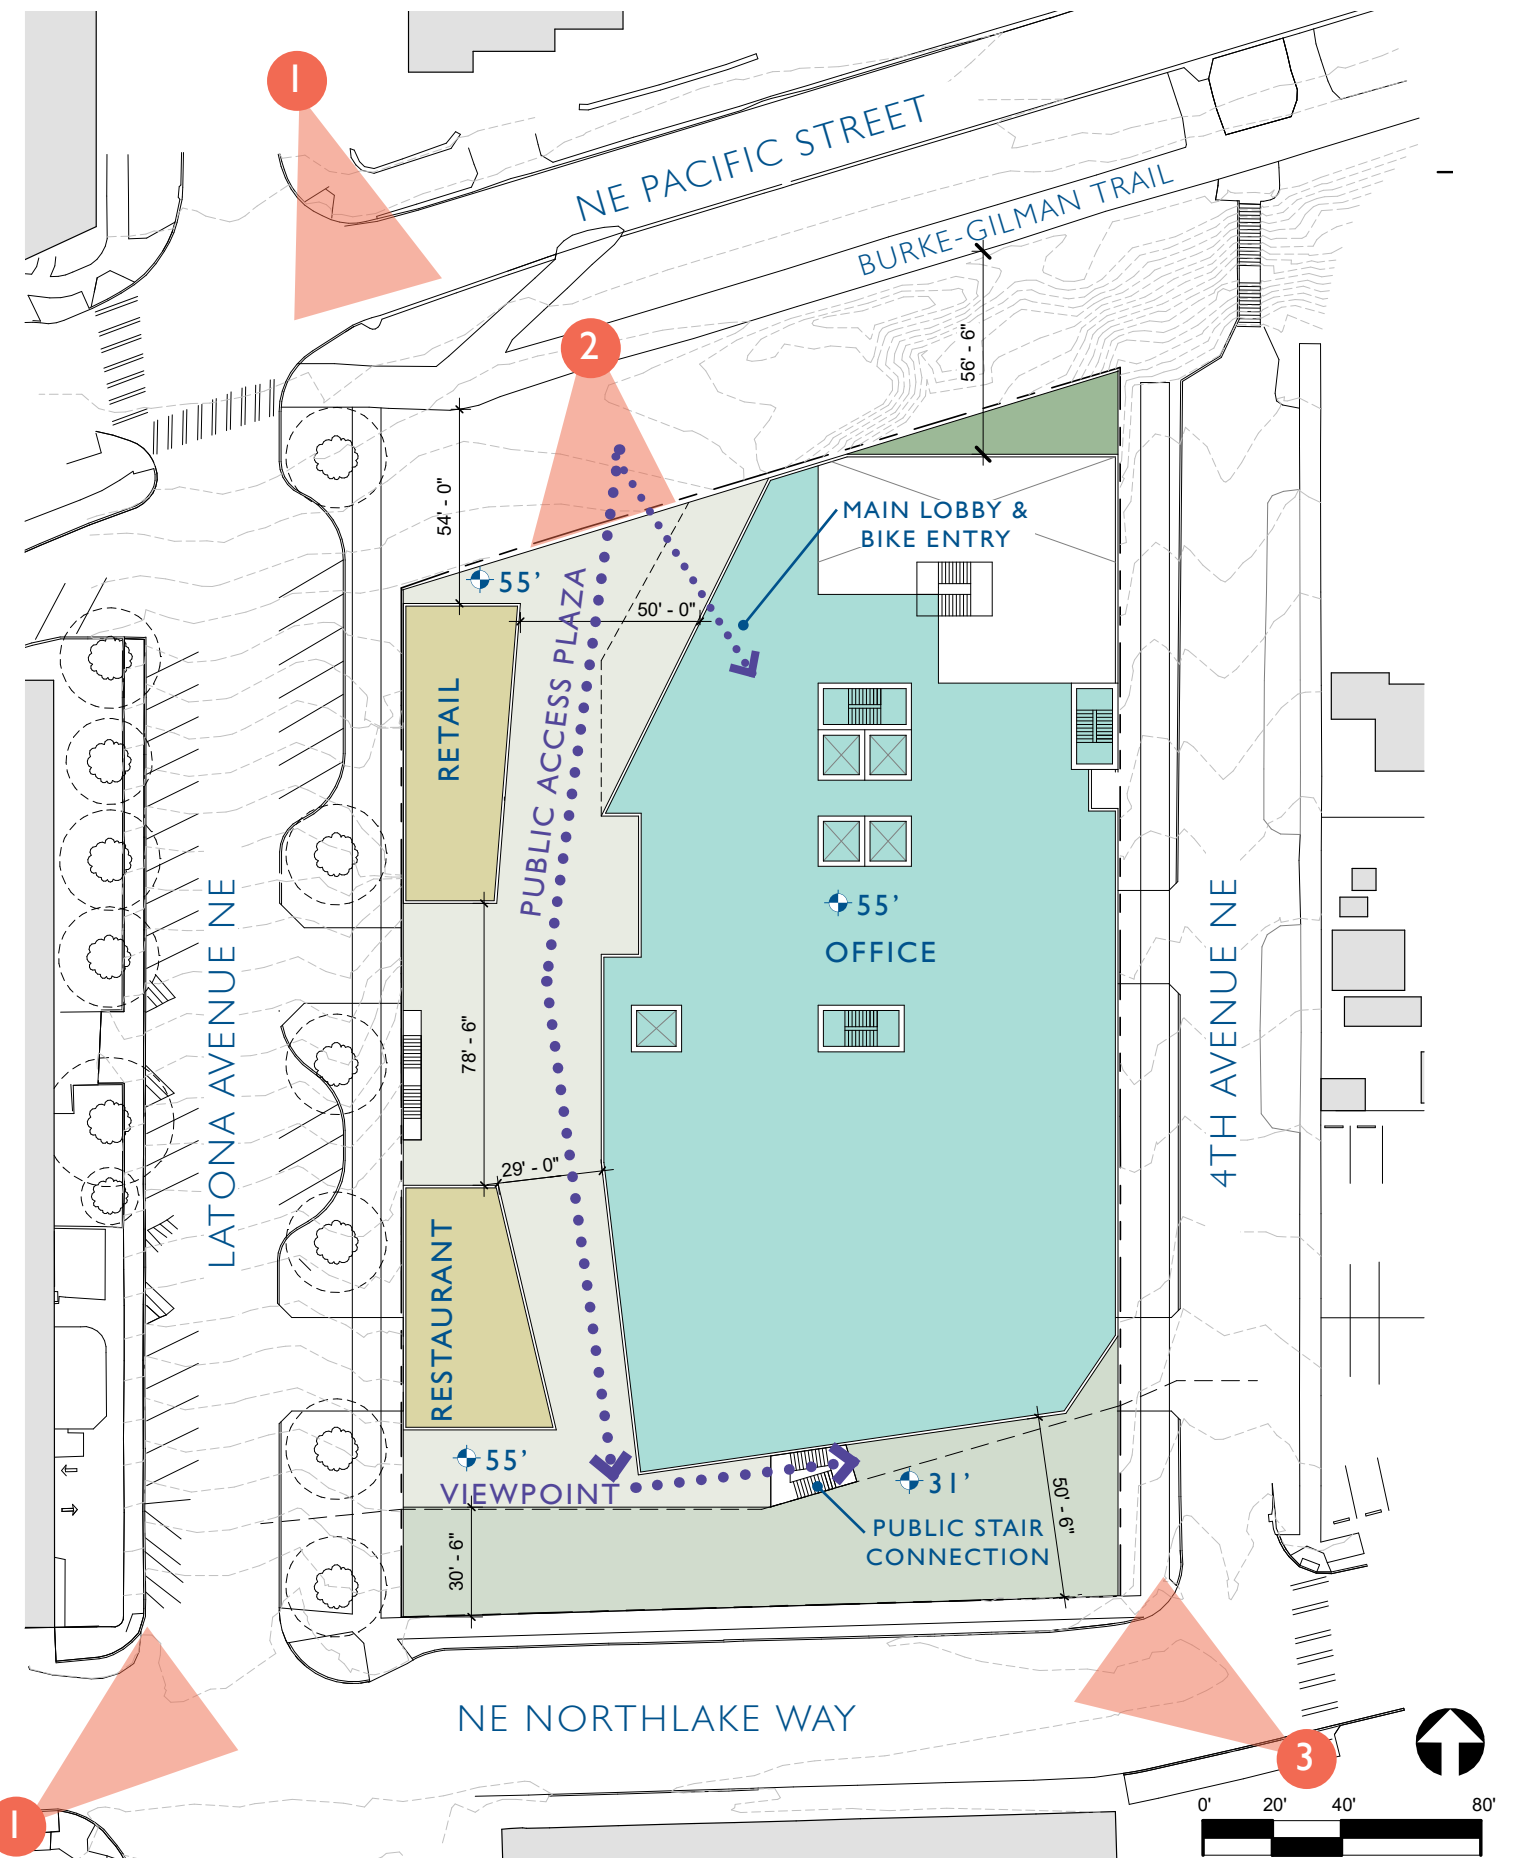 1
NE PACIFIC STREET
BURKE-GILMAN TRAIL
2
56' - 6"
54' - 0"
MAIN LOBBY &
BIKE ENTRY
55'
50' - 0"
PUBLIC ACCESS PLAZA
RETAIL
LATONA AVENUE NE
55'
OFFICE
4TH AVENUE NE
78' - 6"
29' - 0"
RESTAURANT
55'
VIEWPOINT
31'
50' - 6"
PUBLIC STAIR
CONNECTION
30' - 6"
NE NORTHLAKE WAY
3
1
0' 20' 40' 80'